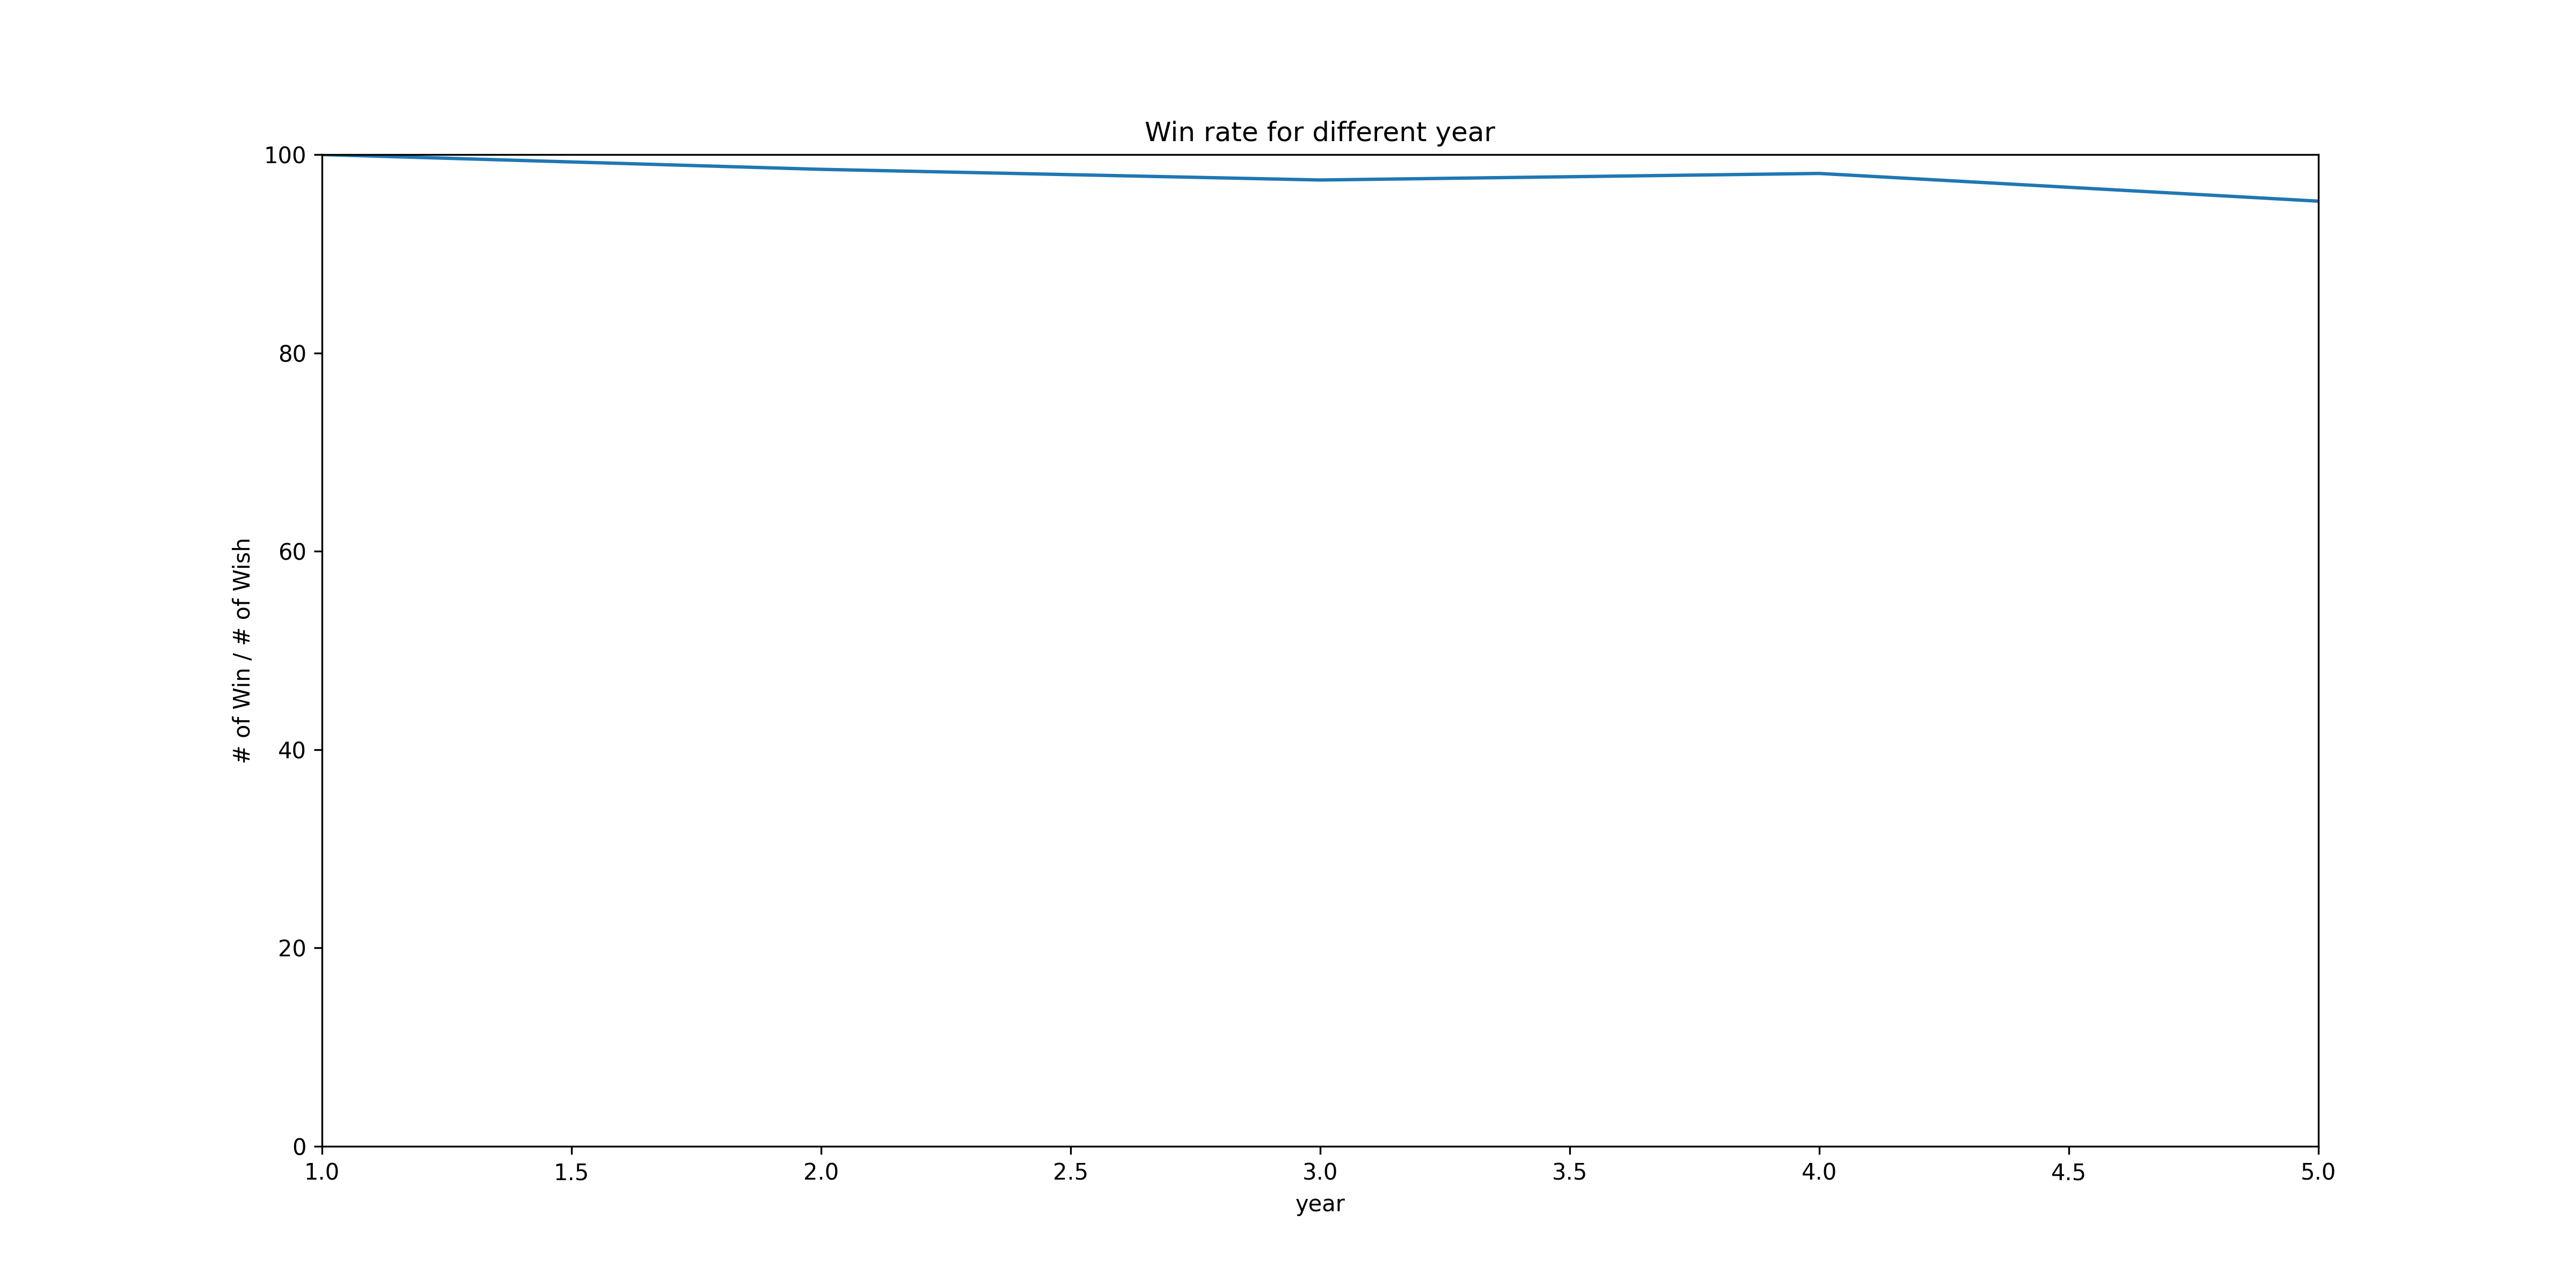 Win rate for different year
100
80
60
40
20
0
# of Win / # of Wish
1.0 1.5 2.0 2.5 3.0 3.5 4.0 4.5 5.0
year